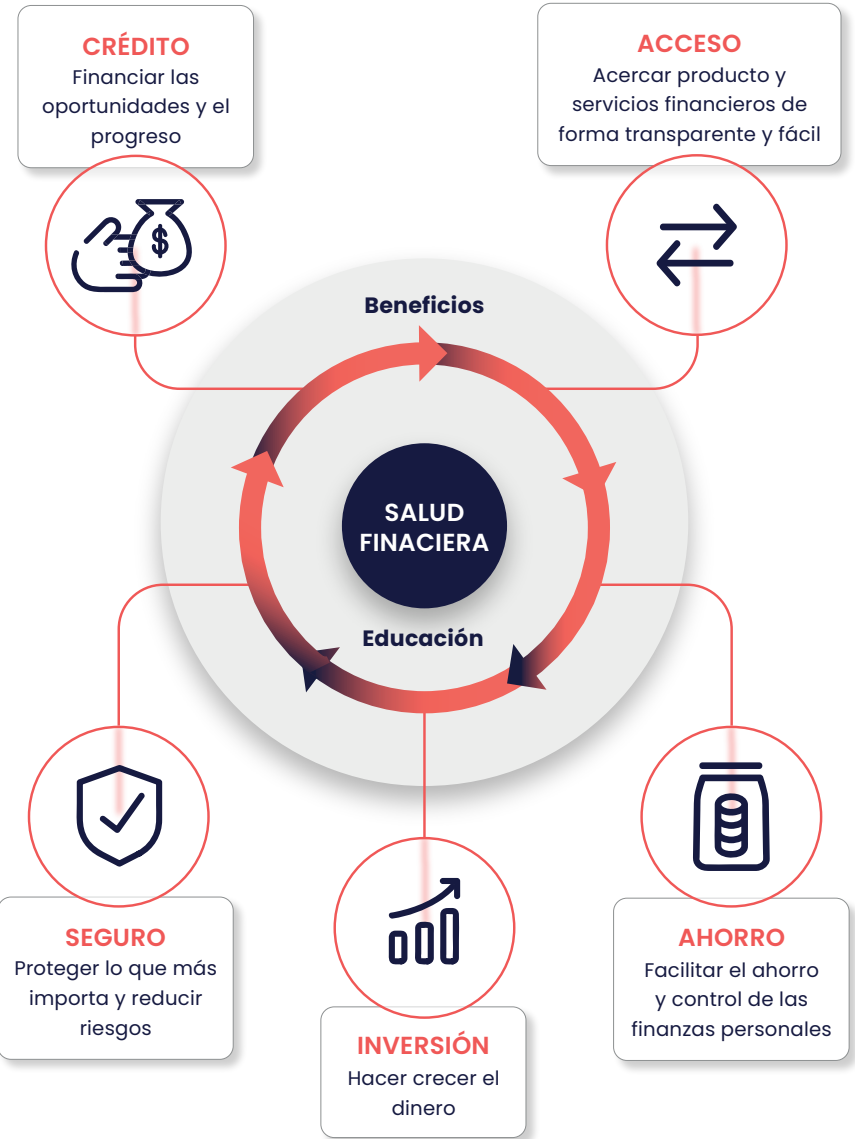 CRÉDITO
Financiar las
oportunidades y el
progreso
ACCESO
Acercar producto y
servicios financieros de
forma transparente y fácil
$
Beneficios
SALUD
FINACIERA
Educación
SEGURO
Proteger lo que más
importa y reducir
riesgos
INVERSIÓN
Hacer crecer el
dinero
AHORRO
Facilitar el ahorro
y control de las
finanzas personales